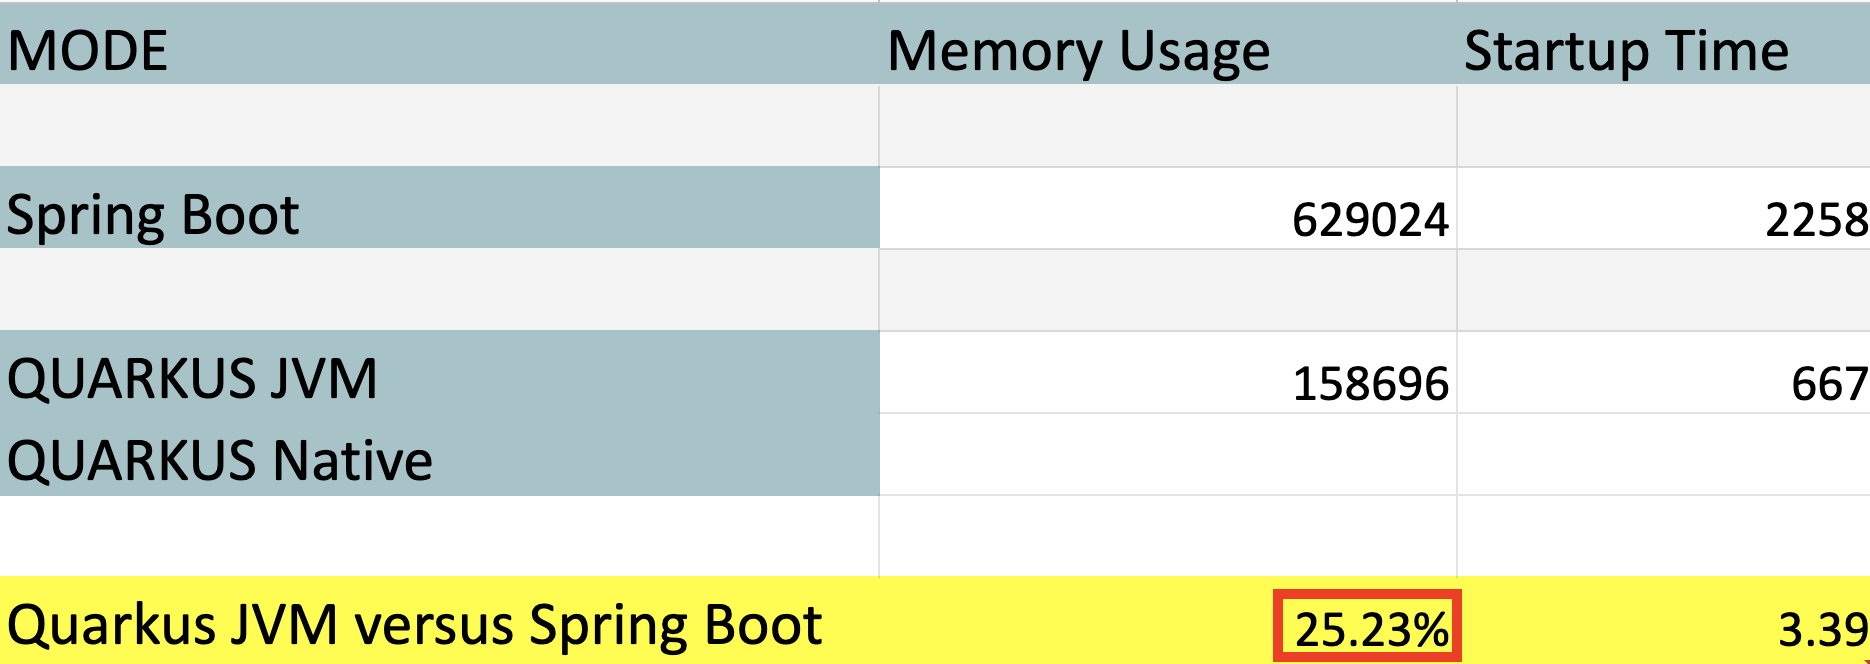 MODE Memory Usage Startup Time
Spring Boot 629024 2258
QUARKUS JVM 158696 667
QUARKUS Native
Quarkus JVM versus Spring Boot 25.23% 3.39